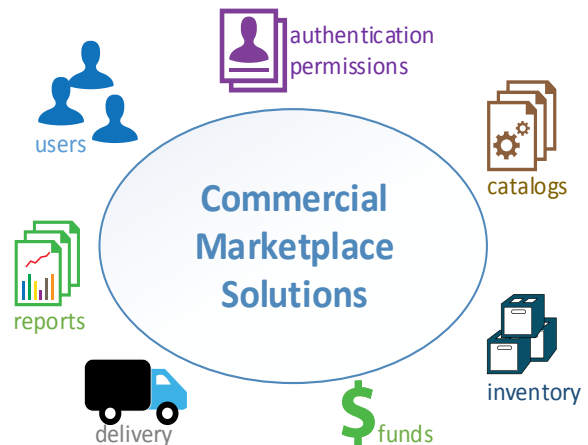 authentication
permissions
users
catalogs
Commercial
Marketplace
Solutions
reports
inventory
delivery
$ funds